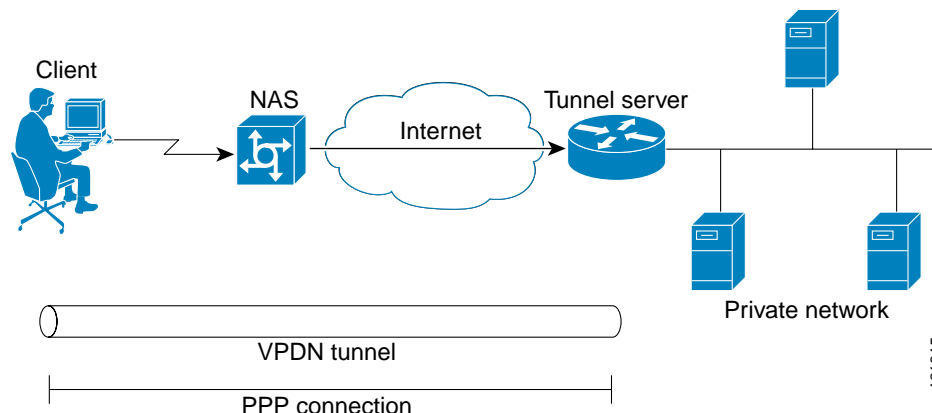 Client
NAS
Internet
Tunnel server
Private network
VPDN tunnel
PPP connection